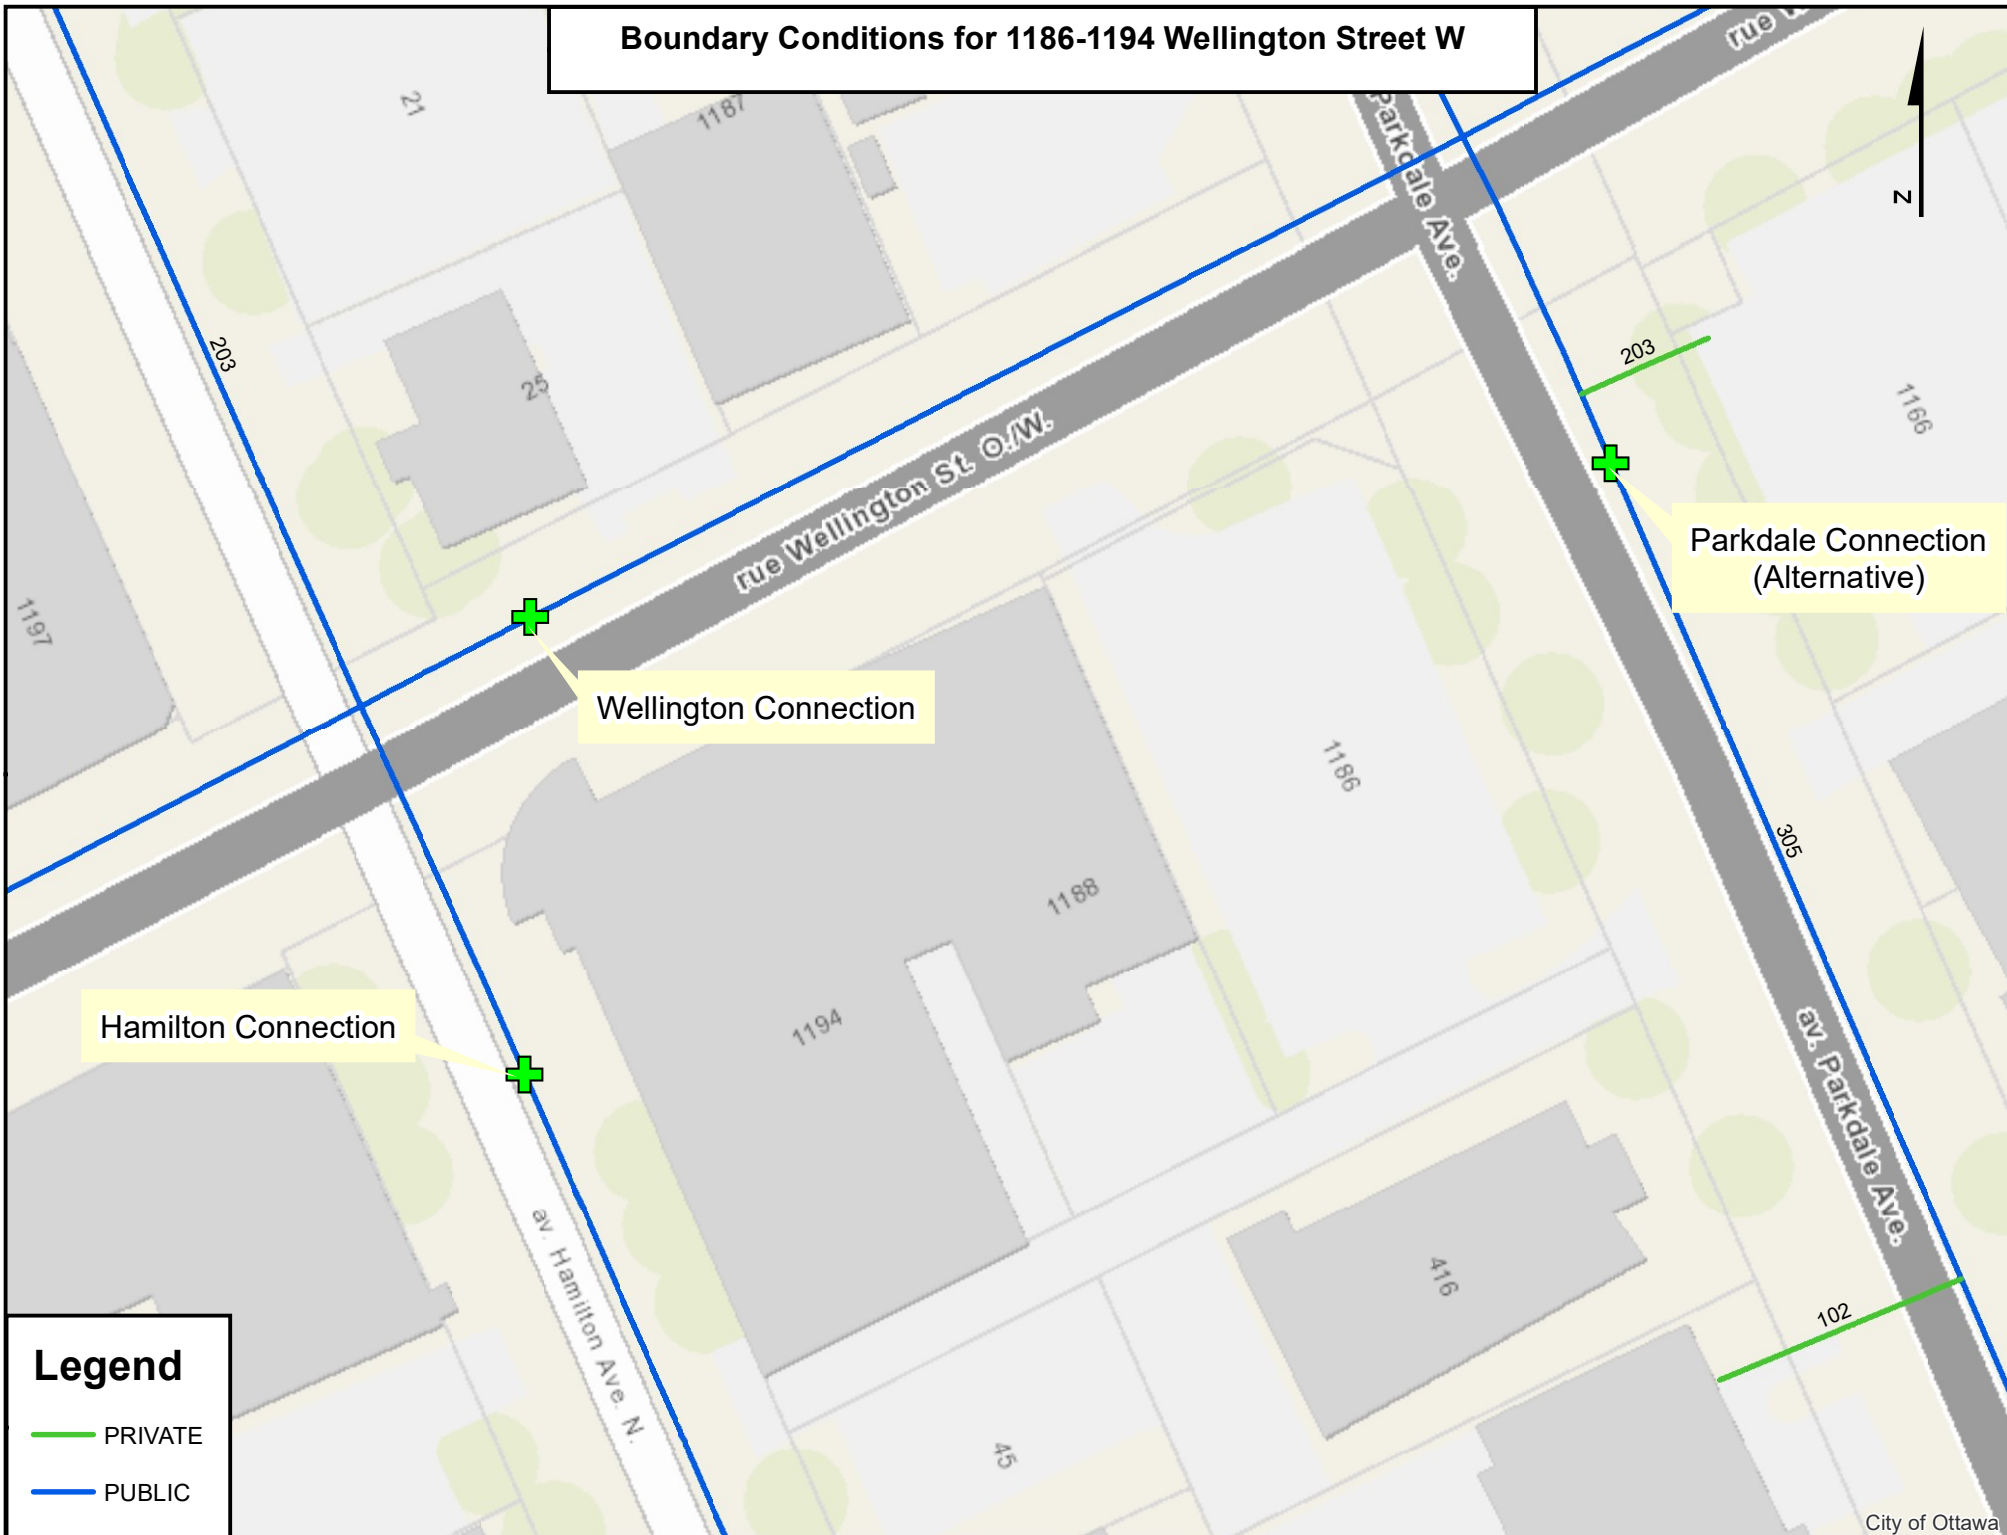 Boundary Conditions for 1186-1194 Wellington Street W
rue W
21
1187
Parkdale Ave.
N
203
25
203
1166
rue Wellington St. O./W.
Parkdale Connection
(Alternative)
1197
Wellington Connection
1186
305
1188
Hamilton Connection
1194
av. Parkdale Ave.
av. Hamilton Ave. N.
416
102
45
Legend
PRIVATE
PUBLIC
City of Ottawa